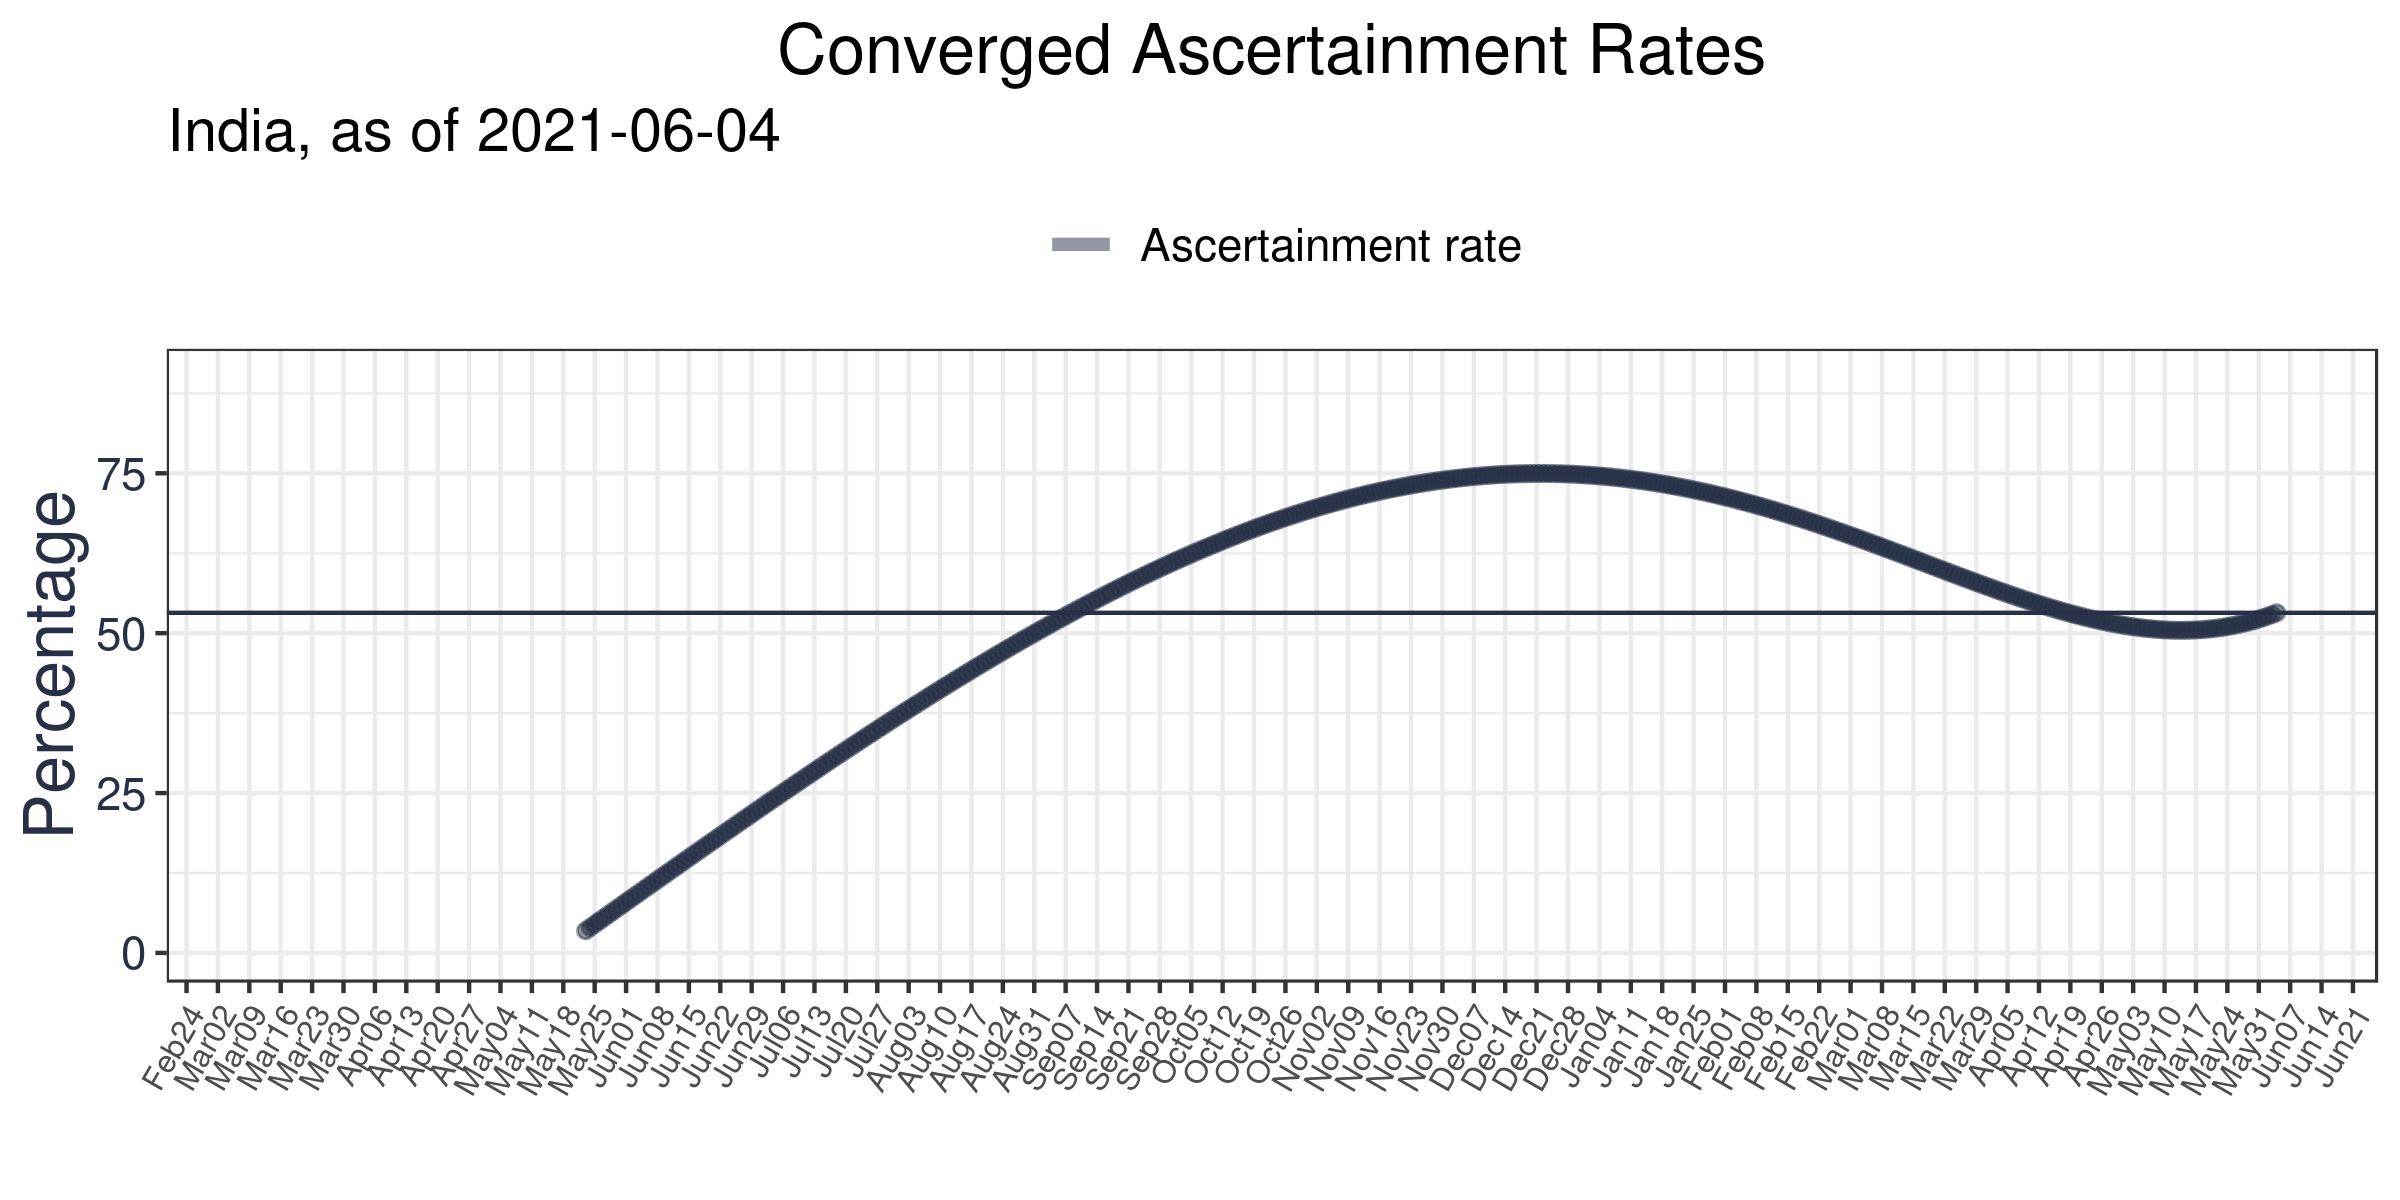 Converged Ascertainment Rates
India, as of 2021-06-04
Ascertainment rate
Percentage
75
50
25
0
Feb24
Mar02
Mar09
Mar16
Mar23
Mar30
Apr06
Apr13
Apr20
Apr27
May04
May11
May18
May25
Jun01
Jun08
Jun15
Jun22
Jun29
Jul06
Jul13
Jul20
Jul27
Aug03
Aug10
Aug17
Aug24
Aug31
Sep07
Sep14
Sep21
Sep28
Oct05
Oct12
Oct19
Oct26
Nov02
Nov09
Nov16
Nov23
Nov30
Dec07
Dec14
Dec21
Dec28
Jan04
Jan11
Jan18
Jan25
Feb01
Feb08
Feb15
Feb22
Mar01
Mar08
Mar15
Mar22
Mar29
Apr05
Apr12
Apr19
Apr26
May03
May10
May17
May24
May31
Jun07
Jun14
Jun21